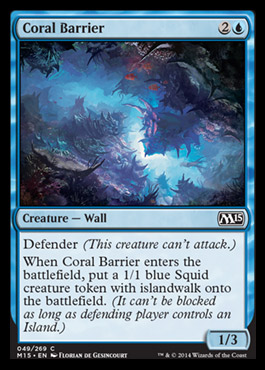 Coral Barrier 2
Creature — Wall M15
Defender (This creature can't attack.)
When Coral Barrier enters the
battlefield, put a 1/1 blue Squid
creature token with islandwalk onto
the battlefield. (It can't be blocked
as long as defending player controls an
Island.)
1/3
049/269 C
M15 • EN Florian de Gesincourt ™ & © 2014 Wizards of the Coast